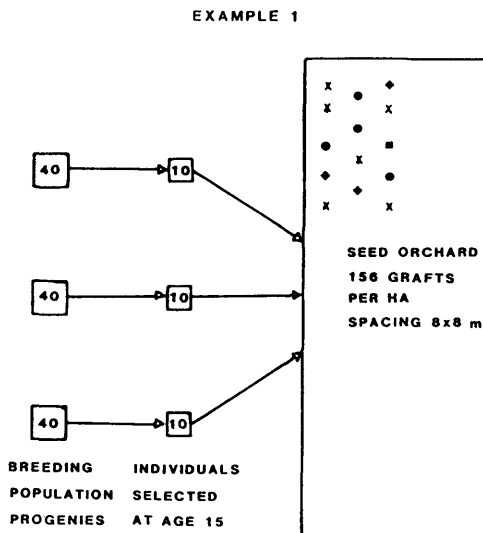 EXAMPLE 1
40 10
SEED ORCHARD
156 GRAFTS
PER HA
SPACING 8x8 m
40 10
40 10
BREEDING INDIVIDUALS
POPULATION SELECTED
PROGENIES AT AGE 15